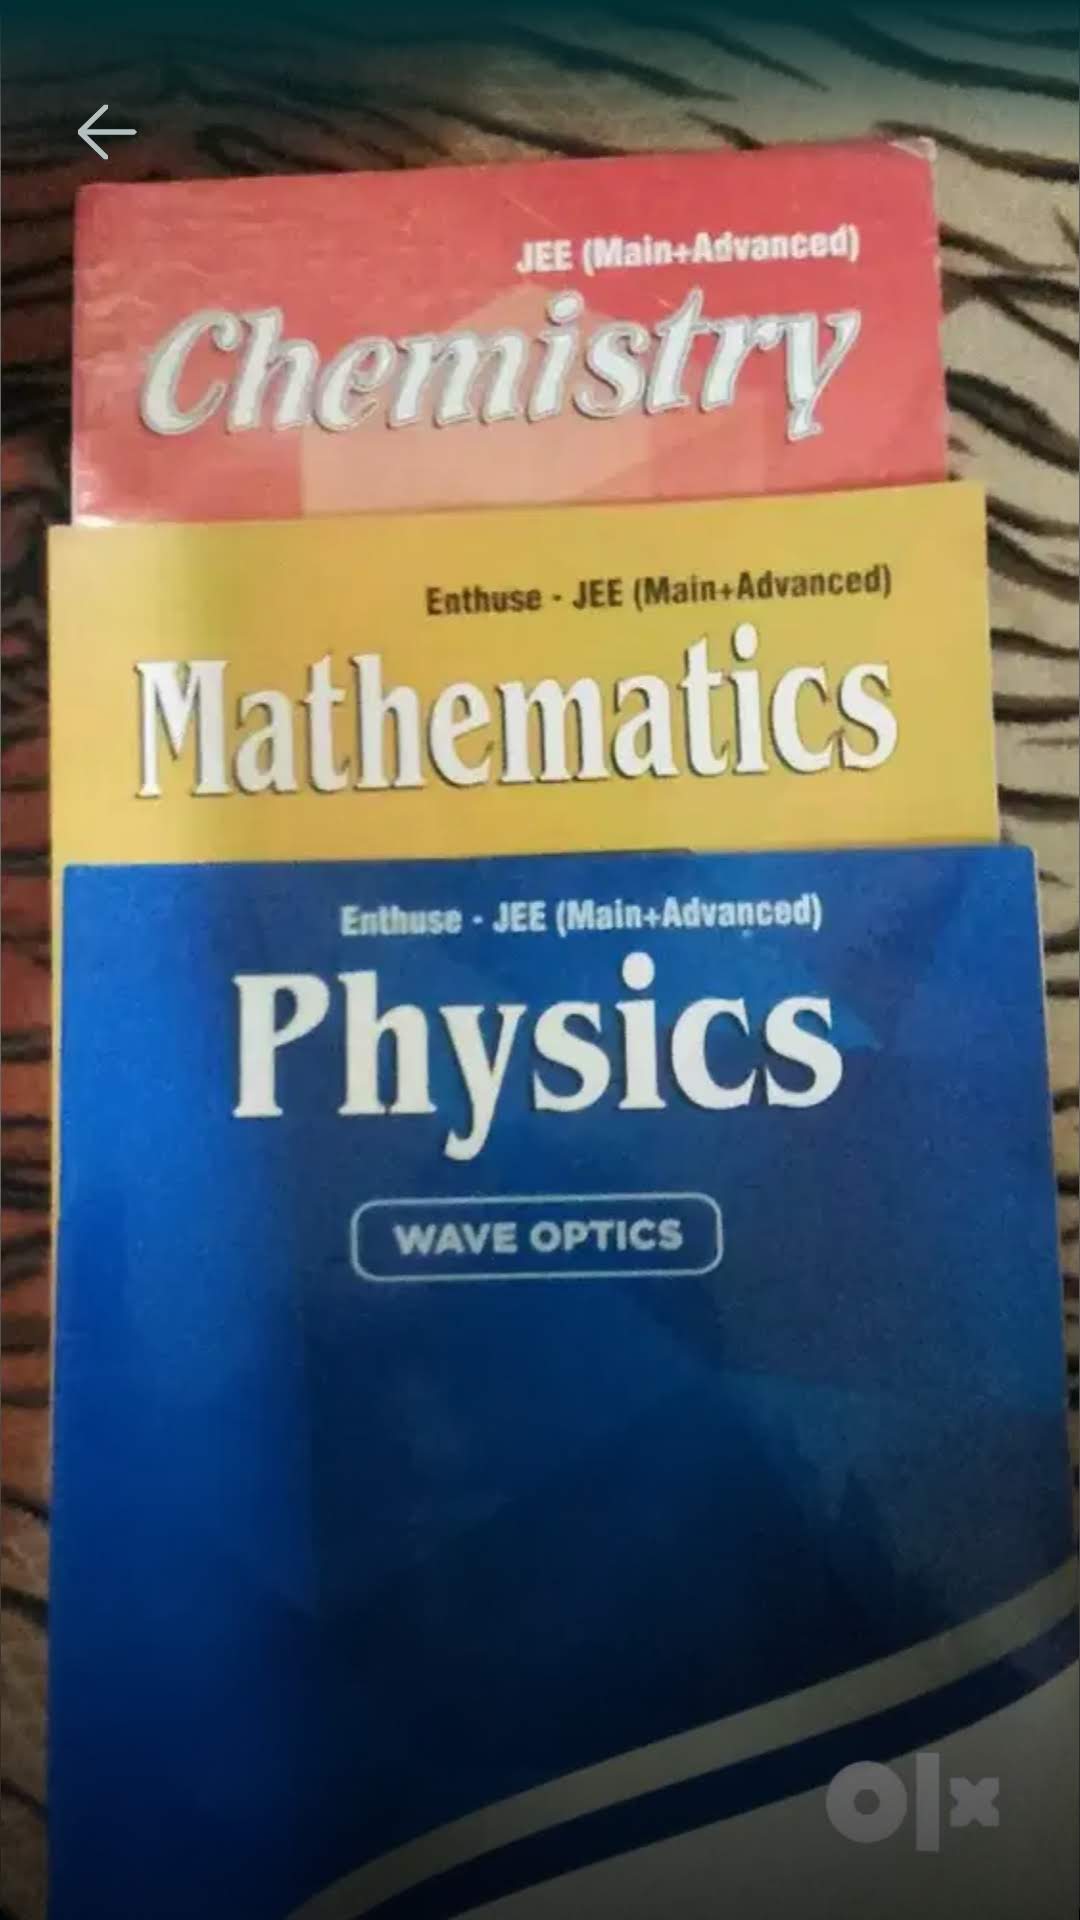 JEE (Main+Advanced)
Chemistry
Enthuse - JEE (Main+Advanced)
Mathematics
Enthuse - JEE (Main+Advanced)
Physics
WAVE OPTICS
olx